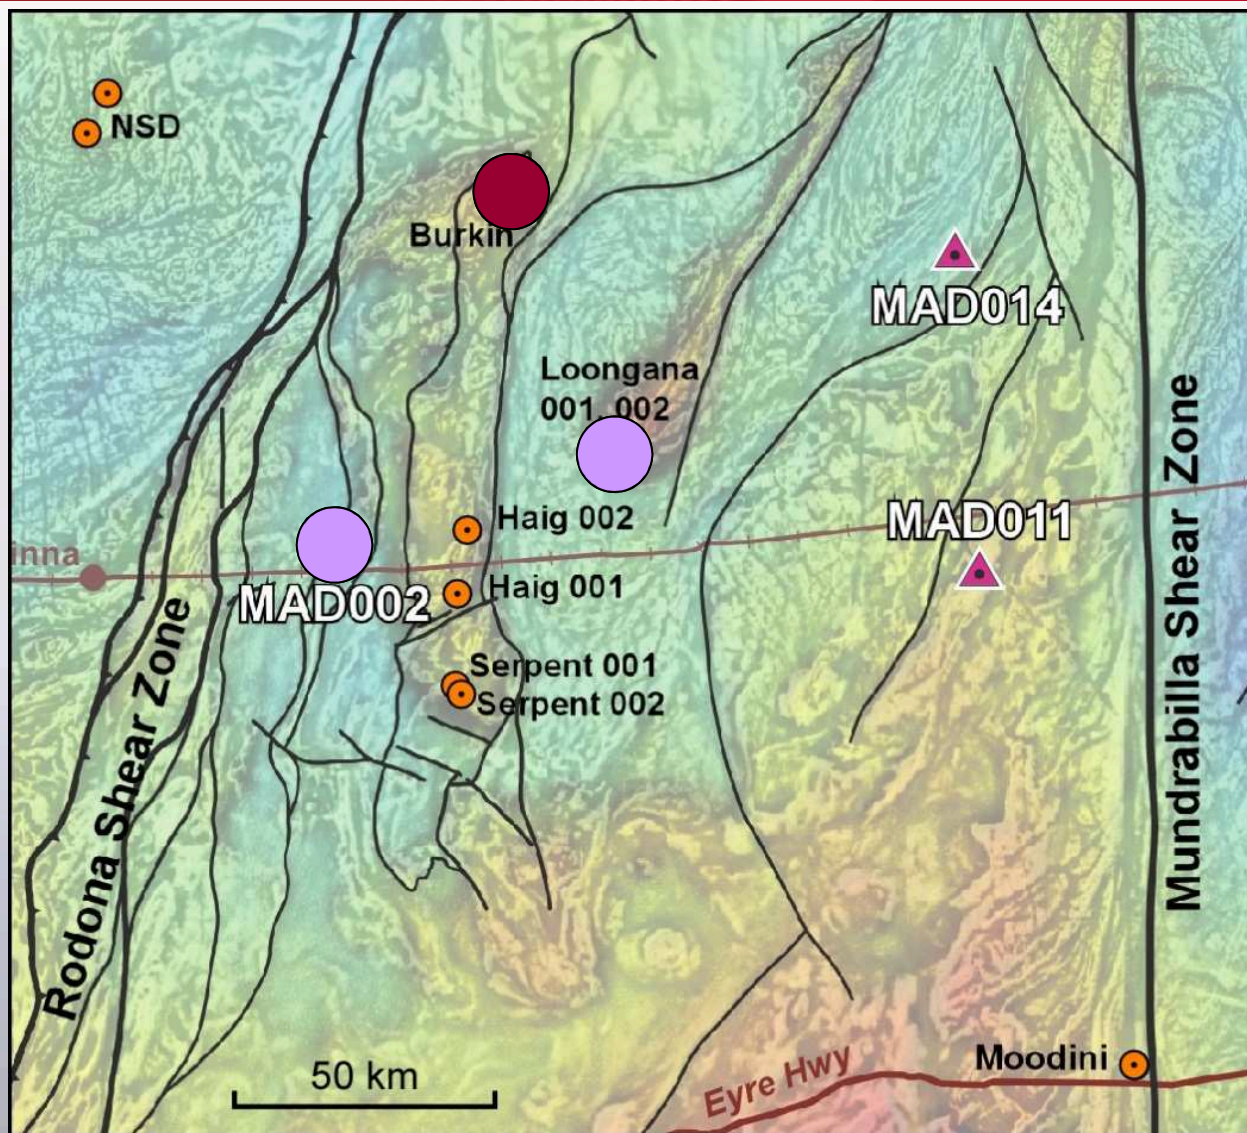 NSD
Burkin
MAD014
Loongana
001, 002
MAD011
Haig 002
inna
Haig 001
MAD002
Serpent 001
Serpent 002
Rodona Shear Zone
Mundrabilla Shear Zone
50 km
Moodini
Eyre Hwy